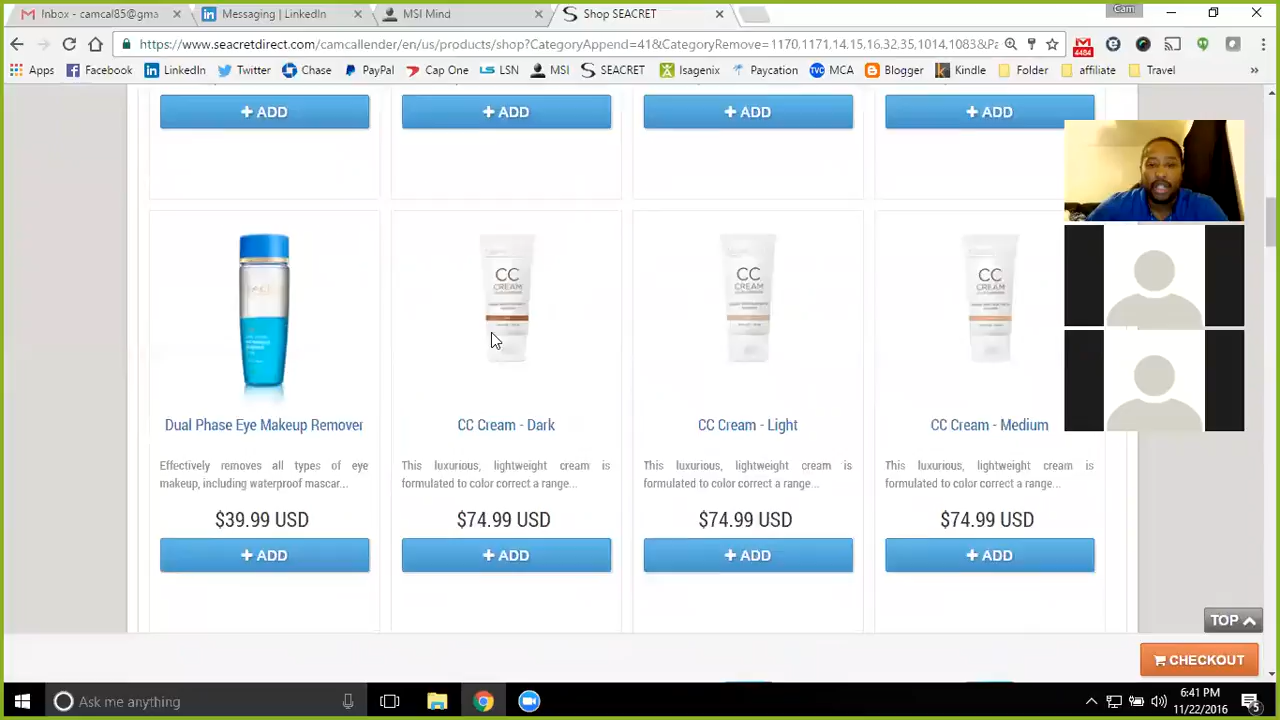 Cam
Inbox - camcal85@gma
Messaging | LinkedIn
MSI Mind
Shop SEACRET
https://www.seacretdirect.com/camcallender/en/us/products/shop?CategoryAppend=41&CategoryRemove=1170,1171,14,15,16,32,35,1014,1083&Pa
4484
Apps
Facebook
LinkedIn
Twitter
Chase
PayPal
Cap One
LSN
MSI
SEACRET
Isagenix
Paycation
TVC MCA
Blogger
Kindle
Folder
affiliate
Travel
»
+ ADD
+ ADD
+ ADD
+ ADD
CC
CREAM
CC
CREAM
CC
CREAM
Dual Phase Eye Makeup Remover
CC Cream - Dark
CC Cream - Light
CC Cream - Medium
Effectively removes all types of eye
makeup, including waterproof mascar...
This luxurious, lightweight cream is
formulated to color correct a range...
This luxurious, lightweight cream is
formulated to color correct a range...
This luxurious, lightweight cream is
formulated to color correct a range...
$39.99 USD
$74.99 USD
$74.99 USD
$74.99 USD
+ ADD
+ ADD
+ ADD
+ ADD
TOP
CHECKOUT
Ask me anything
6:41 PM
11/22/2016
5